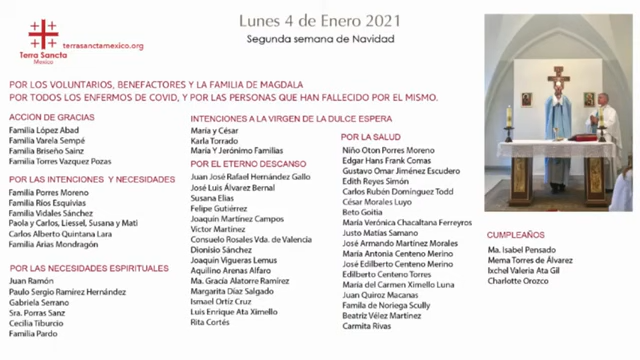 Lunes 4 de Enero 2021
Segunda semana de Navidad
Terra Sancta
Mexico
terrasanctamexico.org
POR LOS VOLUNTARIOS, BENEFACTORES Y LA FAMILIA DE MAGDALA
POR TODOS LOS ENFERMOS DE COVID, Y POR LAS PERSONAS QUE HAN FALLECIDO POR EL MISMO.
ACCION DE GRACIAS
Familia López Abad
Familia Varela Sempé
Familia Briseño Sainz
Familia Torres Vazquez Pozas
POR LAS INTENCIONES Y NECESIDADES
Familia Porres Moreno
Familia Ríos Esquivias
Familia Vidales Sánchez
Paola y Carlos, Liessel, Susana y Mati
Carlos Alberto Quintana Lara
Familia Arias Mondragón
POR LAS NECESIDADES ESPIRITUALES
Juan Ramón
Paulo Sergio Ramírez Hernández
Gabriela Serrano
Sra. Porras Sanz
Cecilia Tiburcio
Familia Pardo
INTENCIONES A LA VIRGEN DE LA DULCE ESPERA
María y César
Karla Torrado
María Y Jerónimo Familias
POR EL ETERNO DESCANSO
Juan José Rafael Hernández Gallo
José Luis Álvarez Bernal
Susana Elias
Felipe Gutiérrez
Joaquín Martínez Campos
Víctor Martínez
Consuelo Rosales Vda. de Valencia
Dionisio Sánchez
Joaquín Vigueras Lemus
Aquilino Arenas Alfaro
Ma. Gracia Alatorre Ramírez
Margarita Díaz Salgado
Ismael Ortíz Cruz
Luis Enrique Ata Ximello
Rita Cortés
POR LA SALUD
Niño Oton Porres Moreno
Edgar Hans Frank Comas
Gustavo Omar Jiménez Escudero
Edith Reyes Simón
Carlos Rubén Domínguez Todd
César Morales Luyo
Beto Goitia
María Verónica Chacaltana Ferreyros
Justo Matías Samano
José Armando Martínez Morales
María Antonia Centeno Merino
José Edilberto Centeno Merino
Edilberto Centeno Torres
María del Carmen Ximello Luna
Juan Quiroz Macanas
Famila de Noriega Scully
Beatríz Vélez Martínez
Carmita Rivas
CUMPLEAÑOS
Ma. Isabel Pensado
Mema Torres de Álvarez
Ixchel Valeria Ata Gil
Charlotte Orozco